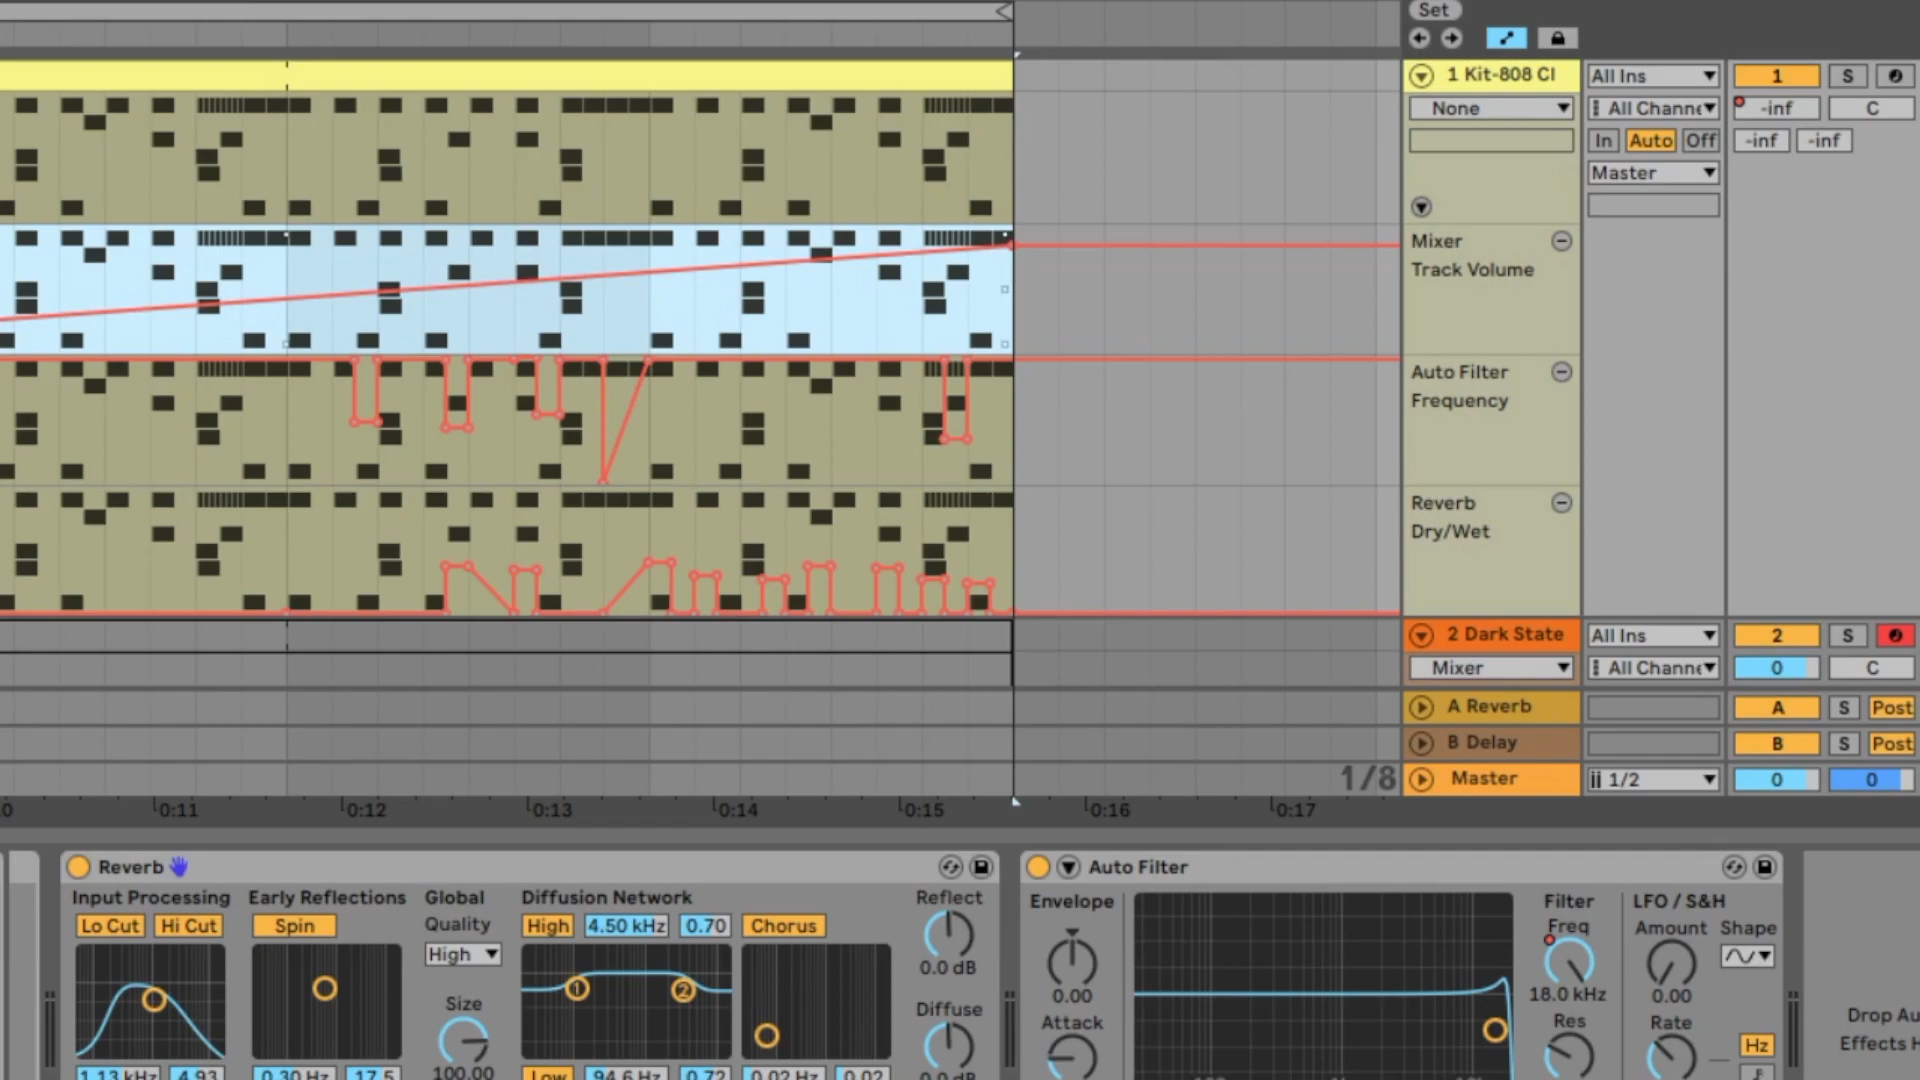 Set
1 Kit-808 Cl
All Ins
1
S
None
All Channe
-inf
C
In
Auto
Off
-inf
-inf
Master
Mixer
Track Volume
Auto Filter
Frequency
Reverb
Dry/Wet
2 Dark State
All Ins
2
S
Mixer
All Channe
0
C
A Reverb
A
S
Post
B Delay
B
S
Post
1/8
Master
1/2
0
0
0:11
0:12
0:13
0:14
0:15
0:16
0:17
Reverb
Input Processing
Lo Cut
Hi Cut
1.13 kHz
4.93
Early Reflections
Spin
0.30 Hz
17.5
Global
Quality
High
Size
100.00
Diffusion Network
High
4.50 kHz
0.70
Chorus
1
2
Low
94.6 Hz
0.72
0.02 Hz
0.02
Reflect
0.0 dB
Diffuse
0.0 dB
Auto Filter
Envelope
0.00
Attack
Filter
Freq
18.0 kHz
Res
LFO / S&H
Amount
Shape
0.00
Rate
Hz
Drop Au
Effects H